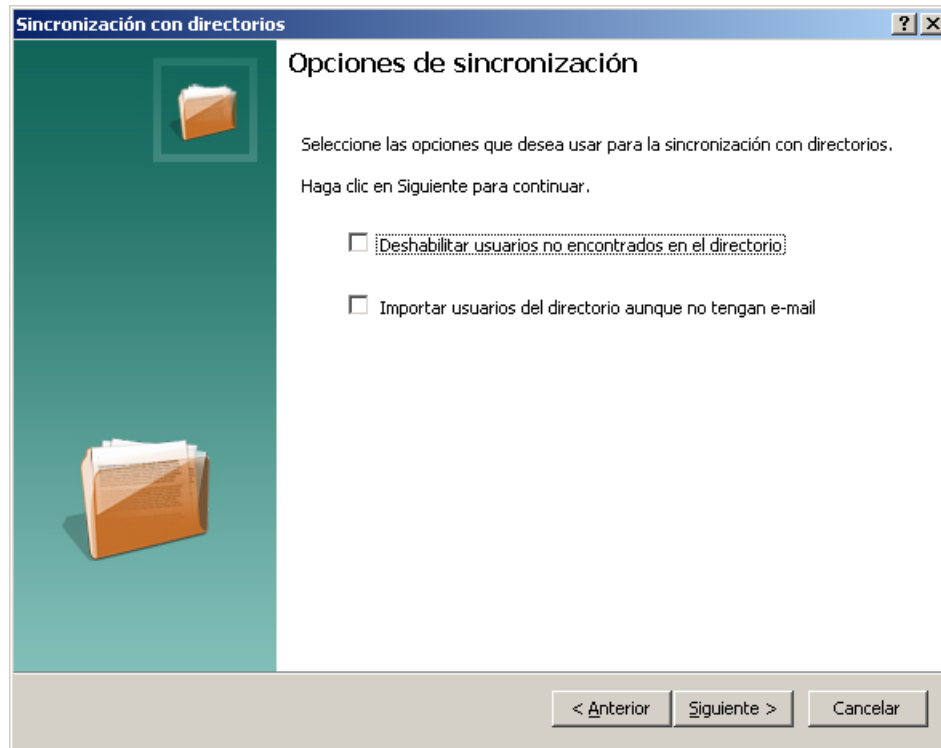 Sincronización con directorios
Opciones de sincronización
Seleccione las opciones que desea usar para la sincronización con directorios.
Haga clic en Siguiente para continuar.
Deshabilitar usuarios no encontrados en el directorio
Importar usuarios del directorio aunque no tengan e-mail
< Anterior Siguiente > Cancelar